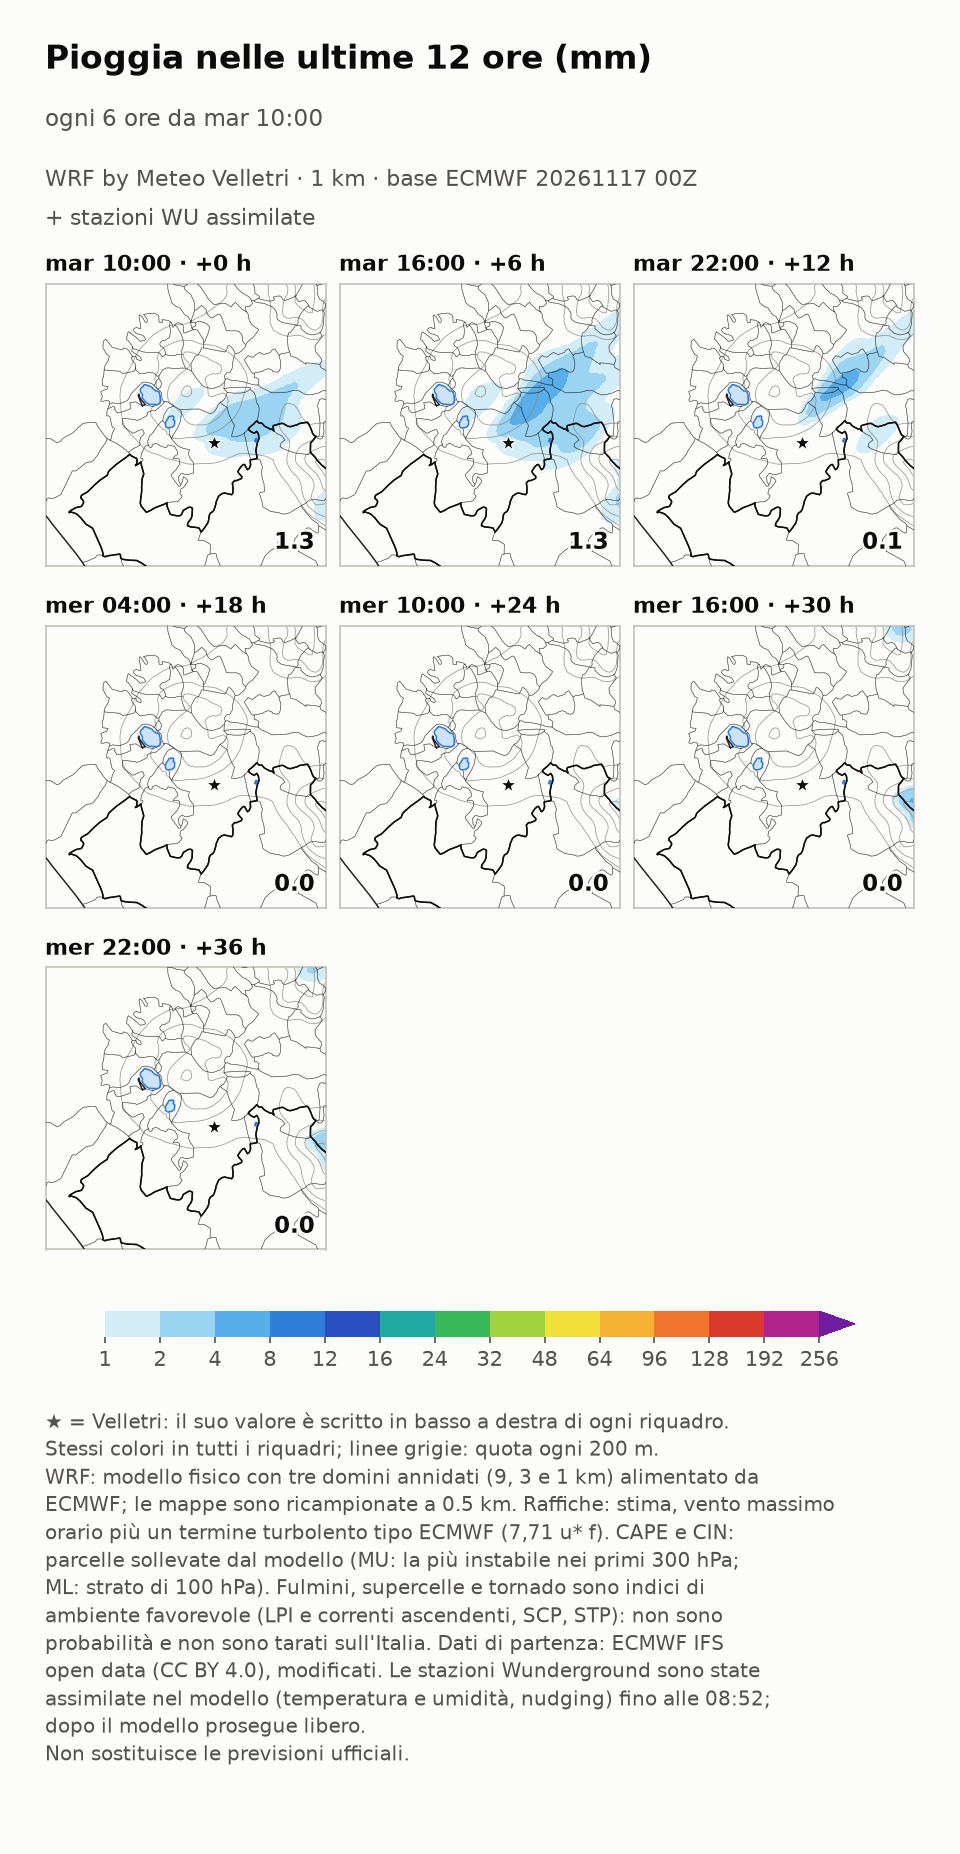 Pioggia nelle ultime 12 ore (mm)
ogni 6 ore da mar 10:00
WRF by Meteo Velletri · 1 km · base ECMWF 20261117 00Z
+ stazioni WU assimilate
mar 10:00 · +0 h
mar 16:00 · +6 h
mar 22:00 · +12 h
1.3
1.3
0.1
mer 04:00 · +18 h
mer 10:00 · +24 h
mer 16:00 · +30 h
0.0
0.0
0.0
mer 22:00 · +36 h
0.0
1 2 4 8 12 16 24 32 48 64 96 128 192 256
★ = Velletri: il suo valore è scritto in basso a destra di ogni riquadro.
Stessi colori in tutti i riquadri; linee grigie: quota ogni 200 m.
WRF: modello fisico con tre domini annidati (9, 3 e 1 km) alimentato da
ECMWF; le mappe sono ricampionate a 0.5 km. Raffiche: stima, vento massimo
orario più un termine turbolento tipo ECMWF (7,71 u* f). CAPE e CIN:
parcelle sollevate dal modello (MU: la più instabile nei primi 300 hPa;
ML: strato di 100 hPa). Fulmini, supercelle e tornado sono indici di
ambiente favorevole (LPI e correnti ascendenti, SCP, STP): non sono
probabilità e non sono tarati sull'Italia. Dati di partenza: ECMWF IFS
open data (CC BY 4.0), modificati. Le stazioni Wunderground sono state
assimilate nel modello (temperatura e umidità, nudging) fino alle 08:52;
dopo il modello prosegue libero.
Non sostituisce le previsioni ufficiali.